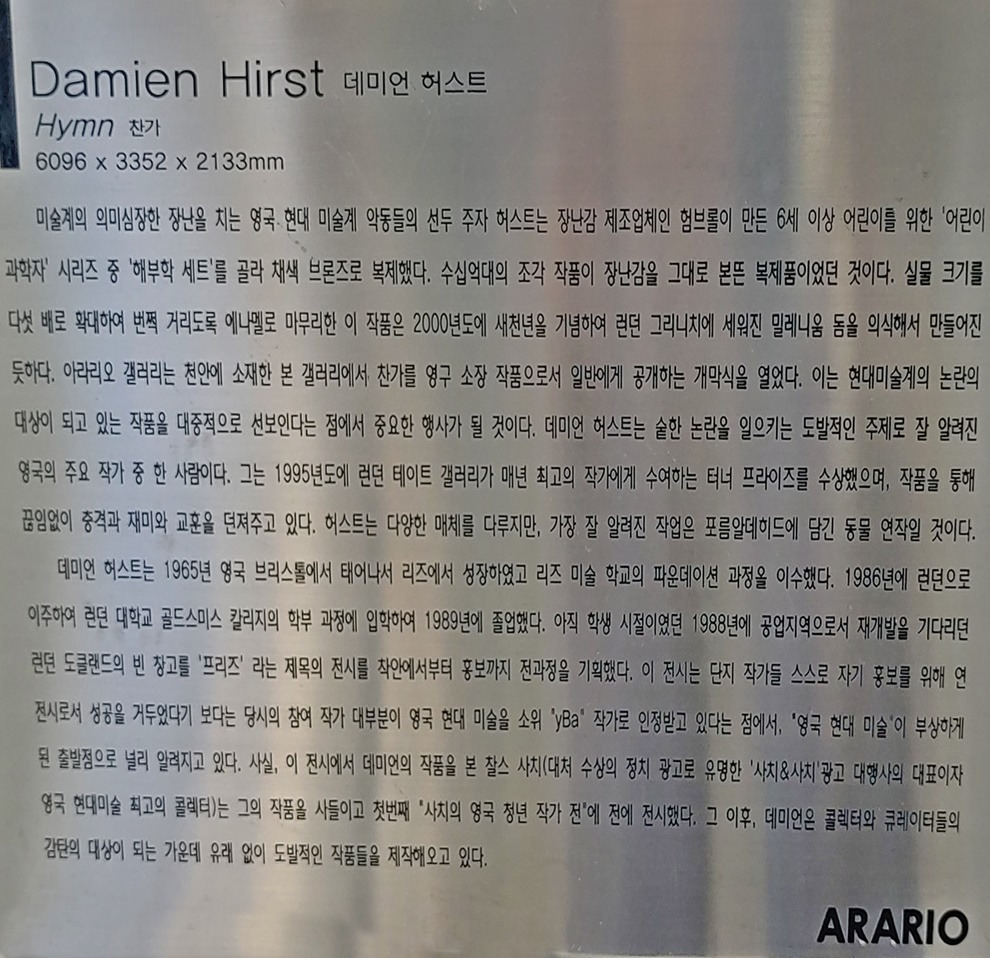 Damien Hirst 데미언 허스트
Hymn 찬가
6096 x 3352 x 2133mm
미술계의 의미심장한 장난을 치는 영국 현대 미술계 악동들의 선두 주자 허스트는 장난감 제조업체인 험브롤이 만든 6세 이상 어린이를 위한 '어린이
과학자' 시리즈 중 '해부학 세트'를 골라 채색 브론즈로 복제했다. 수십억대의 조각 작품이 장난감을 그대로 본뜬 복제품이었던 것이다. 실물 크기를
다섯 배로 확대하여 번쩍 거리도록 에나멜로 마무리한 이 작품은 2000년도에 새천년을 기념하여 런던 그리니치에 세워진 밀레니움 돔을 의식해서 만들어진
듯하다. 아라리오 갤러리는 천안에 소재한 본 갤러리에서 찬가를 영구 소장 작품으로서 일반에게 공개하는 개막식을 열었다. 이는 현대미술계의 논란의
대상이 되고 있는 작품을 대중적으로 선보인다는 점에서 중요한 행사가 될 것이다. 데미언 허스트는 숱한 논란을 일으키는 도발적인 주제로 잘 알려진
영국의 주요 작가 중 한 사람이다. 그는 1995년도에 런던 테이트 갤러리가 매년 최고의 작가에게 수여하는 터너 프라이즈를 수상했으며, 작품을 통해
끊임없이 충격과 재미와 교훈을 던져주고 있다. 허스트는 다양한 매체를 다루지만, 가장 잘 알려진 작업은 포름알데히드에 담긴 동물 연작일 것이다.
데미언 허스트는 1965년 영국 브리스톨에서 태어나서 리즈에서 성장하였고 리즈 미술 학교의 파운데이션 과정을 이수했다. 1986년에 런던으로
이주하여 런던 대학교 골드스미스 칼리지의 학부 과정에 입학하여 1989년에 졸업했다. 아직 학생 시절이였던 1988년에 공업지역으로서 재개발을 기다리던
런던 도클랜드의 빈 창고를 '프리즈' 라는 제목의 전시를 착안에서부터 홍보까지 전과정을 기획했다. 이 전시는 단지 작가들 스스로 자기 홍보를 위해 연
전시로서 성공을 거두었다기 보다는 당시의 참여 작가 대부분이 영국 현대 미술을 소위 "yBa" 작가로 인정받고 있다는 점에서, "영국 현대 미술"이 부상하게
된 출발점으로 널리 알려지고 있다. 사실, 이 전시에서 데미언의 작품을 본 찰스 사치(대처 수상의 정치 광고로 유명한 '사치&사치'광고 대행사의 대표이자
영국 현대미술 최고의 콜렉터)는 그의 작품을 사들이고 첫번째 "사치의 영국 청년 작가 전"에 전에 전시했다. 그 이후, 데미언은 콜렉터와 큐레이터들의
감탄의 대상이 되는 가운데 유래 없이 도발적인 작품들을 제작해오고 있다.
ARARIO